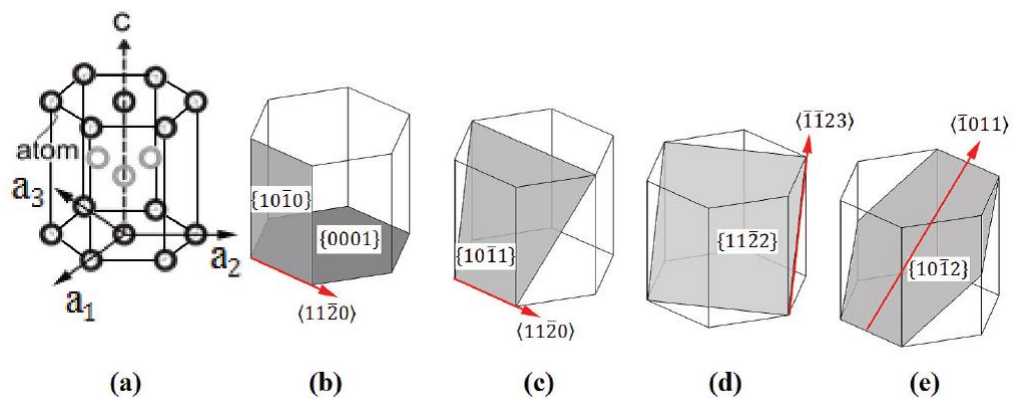 C
atom
a₃
a₂
a₁
(a)
{101̅0}
{0001}
⟨112̅0⟩
(b)
{101̅1}
⟨112̅0⟩
(c)
⟨1̅1̅23⟩
{112̅2}
(d)
⟨1̅011⟩
{101̅2}
(e)